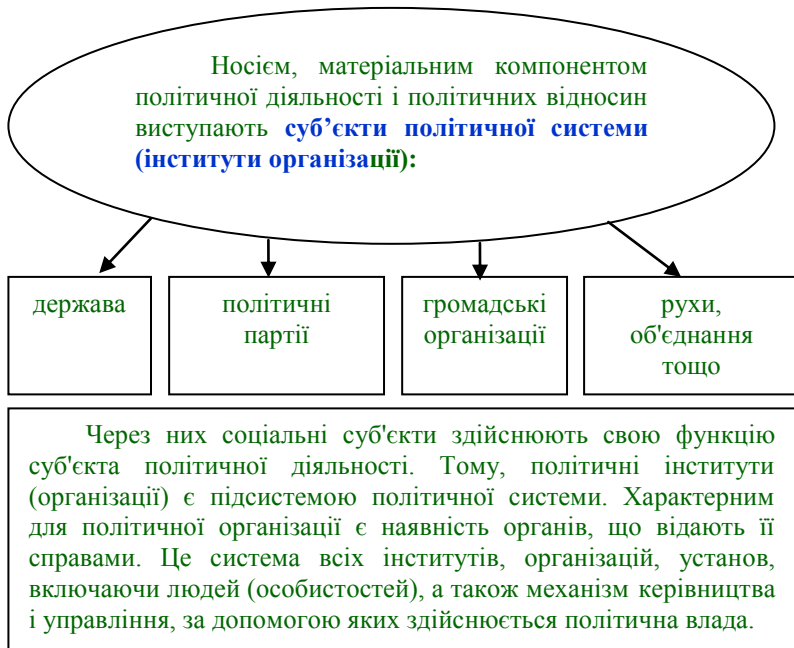 Носієм, матеріальним компонентом
політичної діяльності і політичних відносин
виступають суб’єкти політичної системи
(інститути організації):
держава
політичні
партії
громадські
організації
рухи,
об'єднання
тощо
Через них соціальні суб'єкти здійснюють свою функцію
суб'єкта політичної діяльності. Тому, політичні інститути
(організації) є підсистемою політичної системи. Характерним
для політичної організації є наявність органів, що відають її
справами. Це система всіх інститутів, організацій, установ,
включаючи людей (особистостей), а також механізм керівництва
і управління, за допомогою яких здійснюється політична влада.